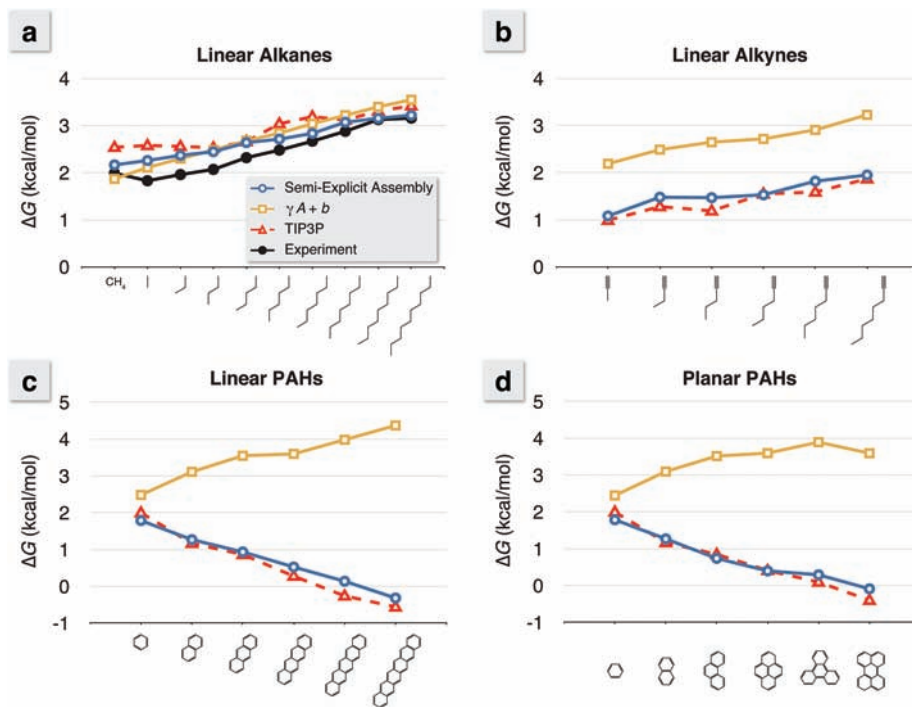 a
Linear Alkanes
4
3
2
1
0
ΔG (kcal/mol)
Semi-Explicit Assembly
γ A + b
TIP3P
Experiment
CH₄
b
Linear Alkynes
4
3
2
1
0
ΔG (kcal/mol)
c
Linear PAHs
5
4
3
2
1
0
-1
ΔG (kcal/mol)
d
Planar PAHs
5
4
3
2
1
0
-1
ΔG (kcal/mol)